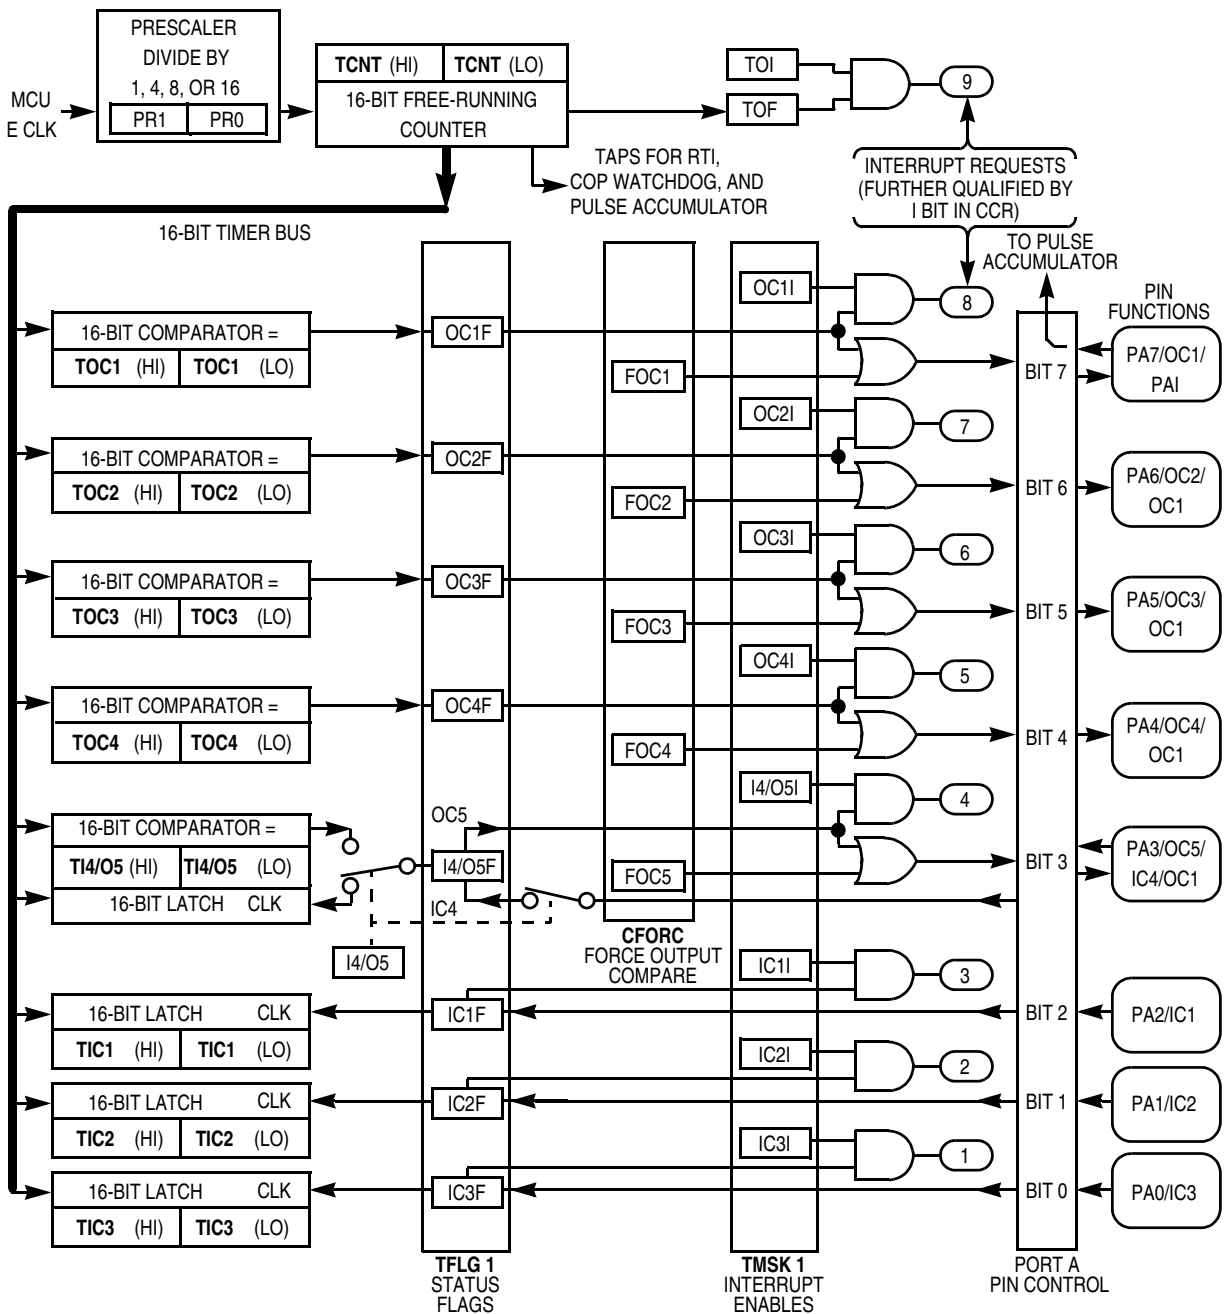 PRESCALER
DIVIDE BY
1, 4, 8, OR 16
PR1 PR0
MCU
E CLK
TCNT (HI) TCNT (LO)
16-BIT FREE-RUNNING
COUNTER
TOI
TOF
9
TAPS FOR RTI,
COP WATCHDOG, AND
PULSE ACCUMULATOR
INTERRUPT REQUESTS
(FURTHER QUALIFIED BY
I BIT IN CCR)
16-BIT TIMER BUS
TO PULSE
ACCUMULATOR
PIN
FUNCTIONS
OC1I
8
16-BIT COMPARATOR =
TOC1 (HI) TOC1 (LO)
OC1F
FOC1
BIT 7
PA7/OC1/
PAI
OC2I
7
16-BIT COMPARATOR =
TOC2 (HI) TOC2 (LO)
OC2F
FOC2
BIT 6
PA6/OC2/
OC1
OC3I
6
16-BIT COMPARATOR =
TOC3 (HI) TOC3 (LO)
OC3F
FOC3
BIT 5
PA5/OC3/
OC1
OC4I
5
16-BIT COMPARATOR =
TOC4 (HI) TOC4 (LO)
OC4F
FOC4
BIT 4
PA4/OC4/
OC1
I4/O5I
4
16-BIT COMPARATOR =
TI4/O5 (HI) TI4/O5 (LO)
16-BIT LATCH CLK
OC5
I4/O5F
IC4
I4/O5
FOC5
BIT 3
PA3/OC5/
IC4/OC1
CFORC
FORCE OUTPUT
COMPARE
IC1I
3
16-BIT LATCH CLK
TIC1 (HI) TIC1 (LO)
IC1F
BIT 2
PA2/IC1
IC2I
2
16-BIT LATCH CLK
TIC2 (HI) TIC2 (LO)
IC2F
BIT 1
PA1/IC2
IC3I
1
16-BIT LATCH CLK
TIC3 (HI) TIC3 (LO)
IC3F
BIT 0
PA0/IC3
TFLG 1
STATUS
FLAGS
TMSK 1
INTERRUPT
ENABLES
PORT A
PIN CONTROL